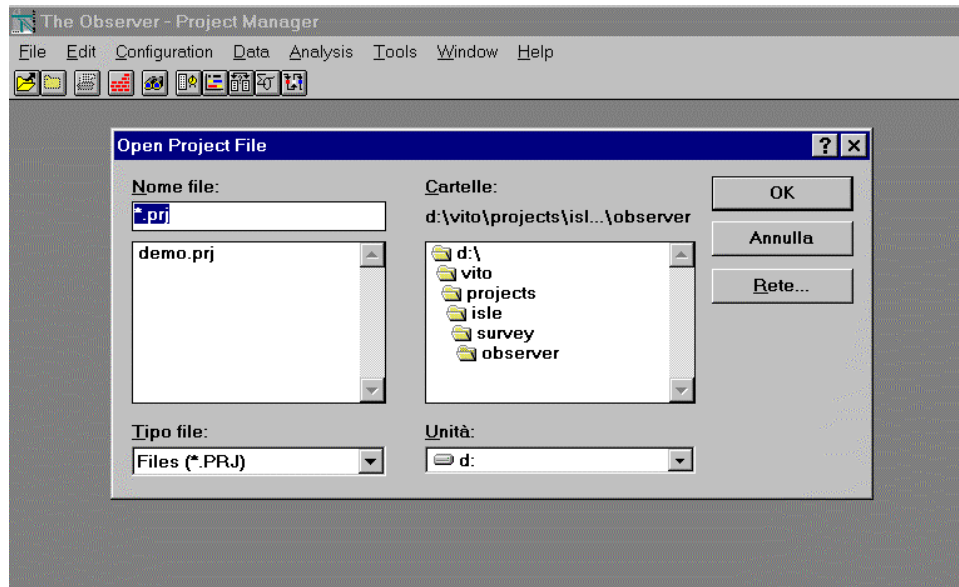 The Observer - Project Manager
File Edit Configuration Data Analysis Tools Window Help
Open Project File
Nome file:
*.prj
demo.prj
Tipo file:
Files (*.PRJ)
Cartelle:
d:\vito\projects\isl...\observer
d:\
vito
projects
isle
survey
observer
Unità:
d:
OK
Annulla
Rete...